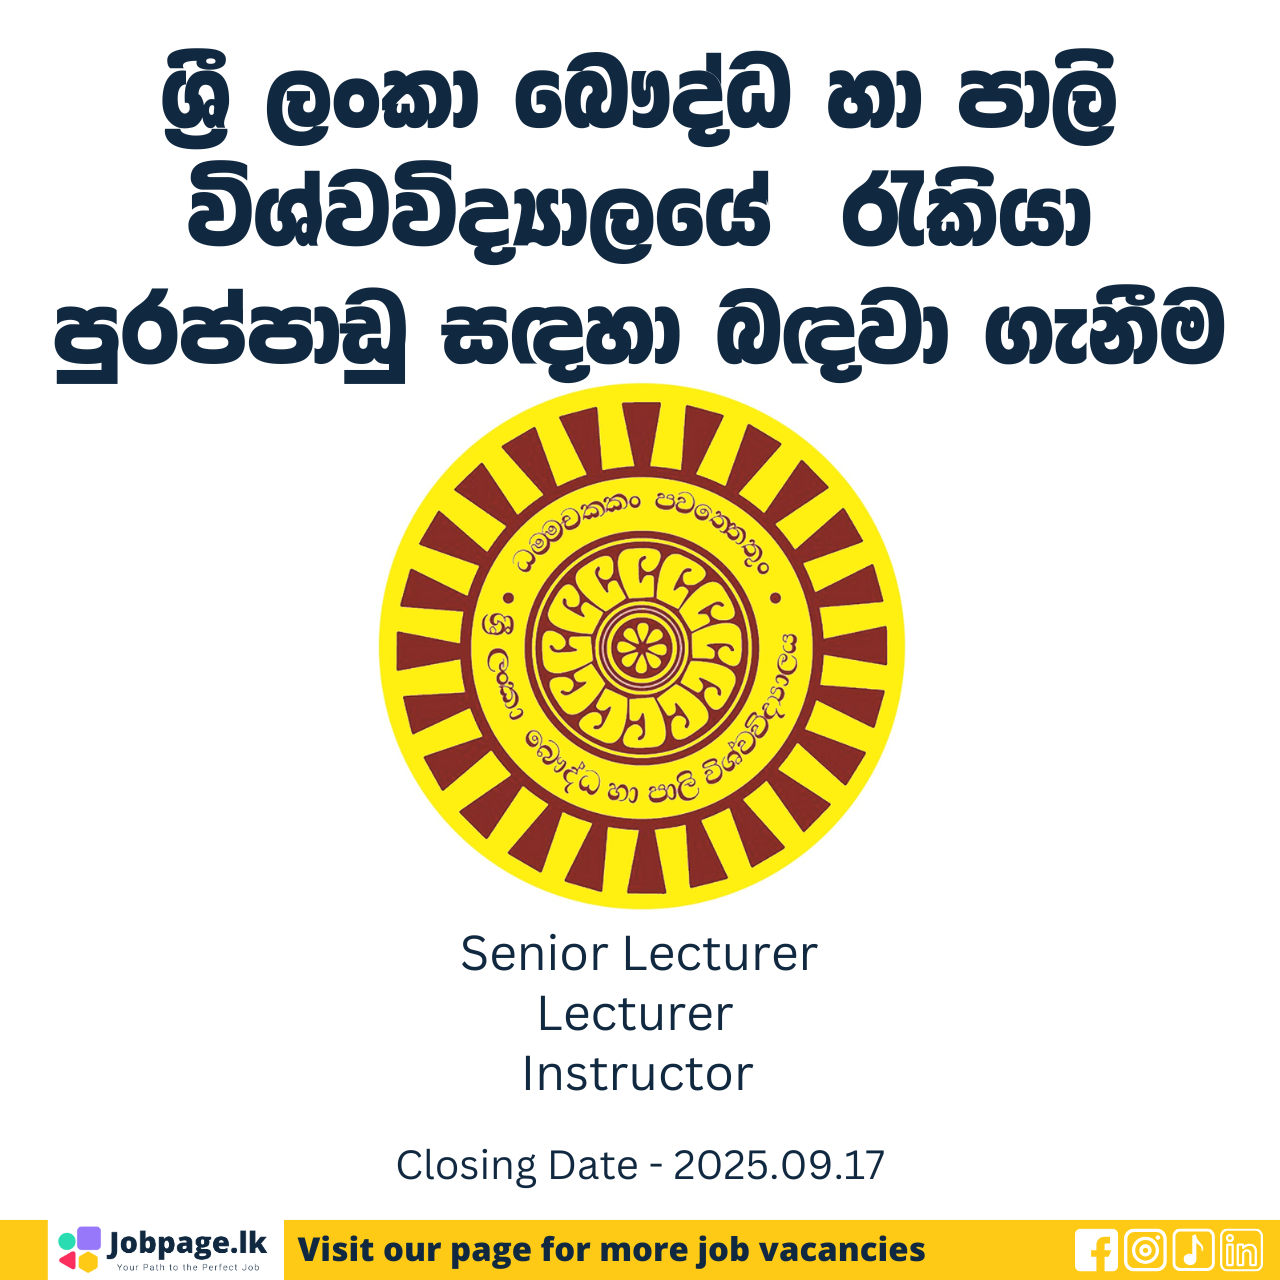 ශ්‍රී ලංකා බෞද්ධ හා පාලි
විශ්වවිද්‍යාලයේ රැකියා
පුරප්පාඩු සඳහා බඳවා ගැනීම
ධම්මචක්කං පවත්තෙතුං
ශ්‍රී ලංකා බෞද්ධ හා පාලි විශ්වවිද්‍යාලය
Senior Lecturer
Lecturer
Instructor
Closing Date - 2025.09.17
Jobpage.lk
Your Path to the Perfect Job
Visit our page for more job vacancies